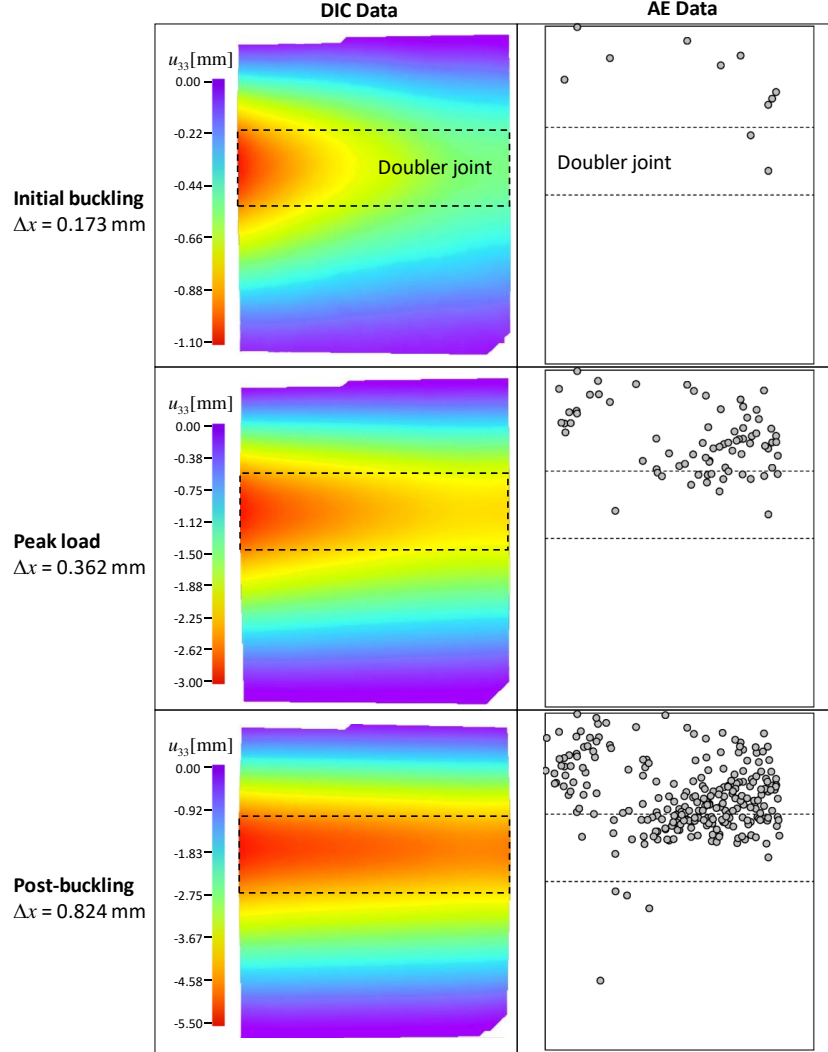 DIC Data
AE Data
u33[mm]
0.00
-0.22
-0.44
-0.66
-0.88
-1.10
Doubler joint
Doubler joint
Initial buckling
Δx = 0.173 mm
u33[mm]
0.00
-0.38
-0.75
-1.12
-1.50
-1.88
-2.25
-2.62
-3.00
Peak load
Δx = 0.362 mm
u33[mm]
0.00
-0.92
-1.83
-2.75
-3.67
-4.58
-5.50
Post-buckling
Δx = 0.824 mm